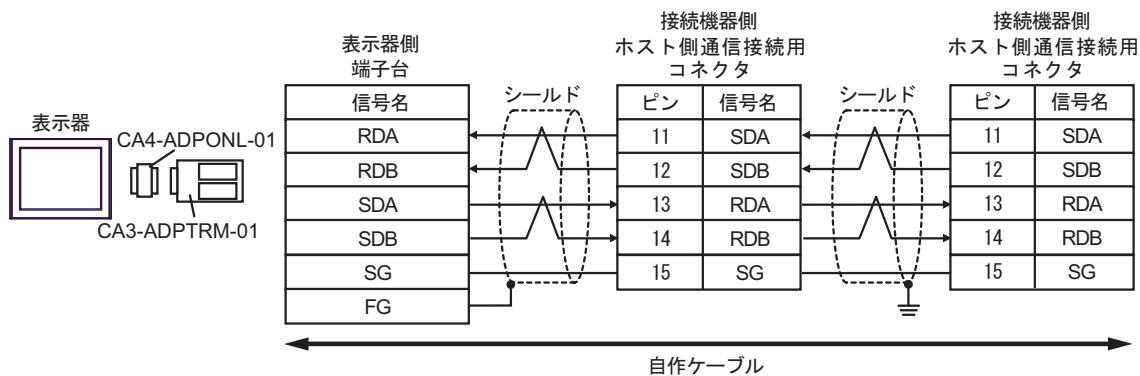 表示器
CA4-ADPONL-01
CA3-ADPTRM-01
表示器側
端子台
信号名
RDA
RDB
SDA
SDB
SG
FG
シールド
接続機器側
ホスト側通信接続用
コネクタ
ピン 信号名
11 SDA
12 SDB
13 RDA
14 RDB
15 SG
シールド
接続機器側
ホスト側通信接続用
コネクタ
ピン 信号名
11 SDA
12 SDB
13 RDA
14 RDB
15 SG
自作ケーブル